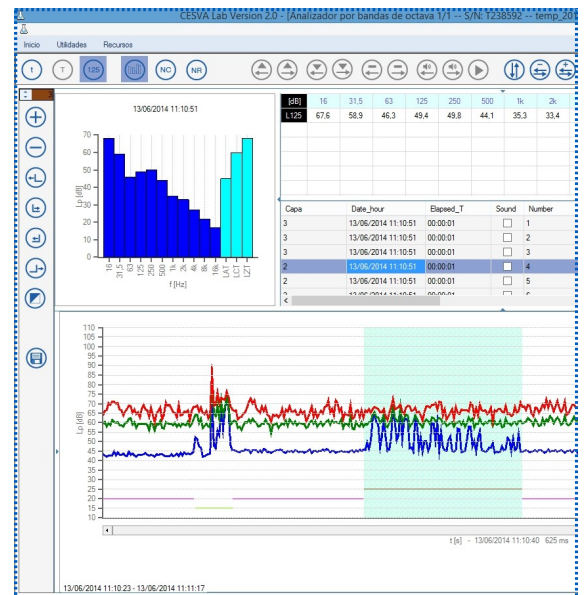 CESVA Lab Version 2.0 - [Analizador por bandas de octava 1/1 -- S/N: T238592 -- temp_201
Inicio Utilidades Recursos
t T 125 NC NR
13/06/2014 11:10:51
70
60
50
40
30
20
10
0
Lp [dB]
16 31,5 63 125 250 500 1k 2k 4k 8k 16k LAT LCT LZT
f [Hz]
[dB] 16 31,5 63 125 250 500 1k 2k
L125 67,6 58,9 46,3 49,4 49,8 44,1 35,3 33,4
Capa Date_hour Elapsed_T Sound Number
3 13/06/2014 11:10:51 00:00:01 1
3 13/06/2014 11:10:51 00:00:01 2
3 13/06/2014 11:10:51 00:00:01 3
2 13/06/2014 11:10:51 00:00:01 4
2 13/06/2014 11:10:51 00:00:01 5
110
105
100
95
90
85
80
75
70
65
60
55
50
45
40
35
30
25
20
15
10
Lp [dB]
t [s] - 13/06/2014 11:10:40 625 ms
13/06/2014 11:10:23 - 13/06/2014 11:11:17